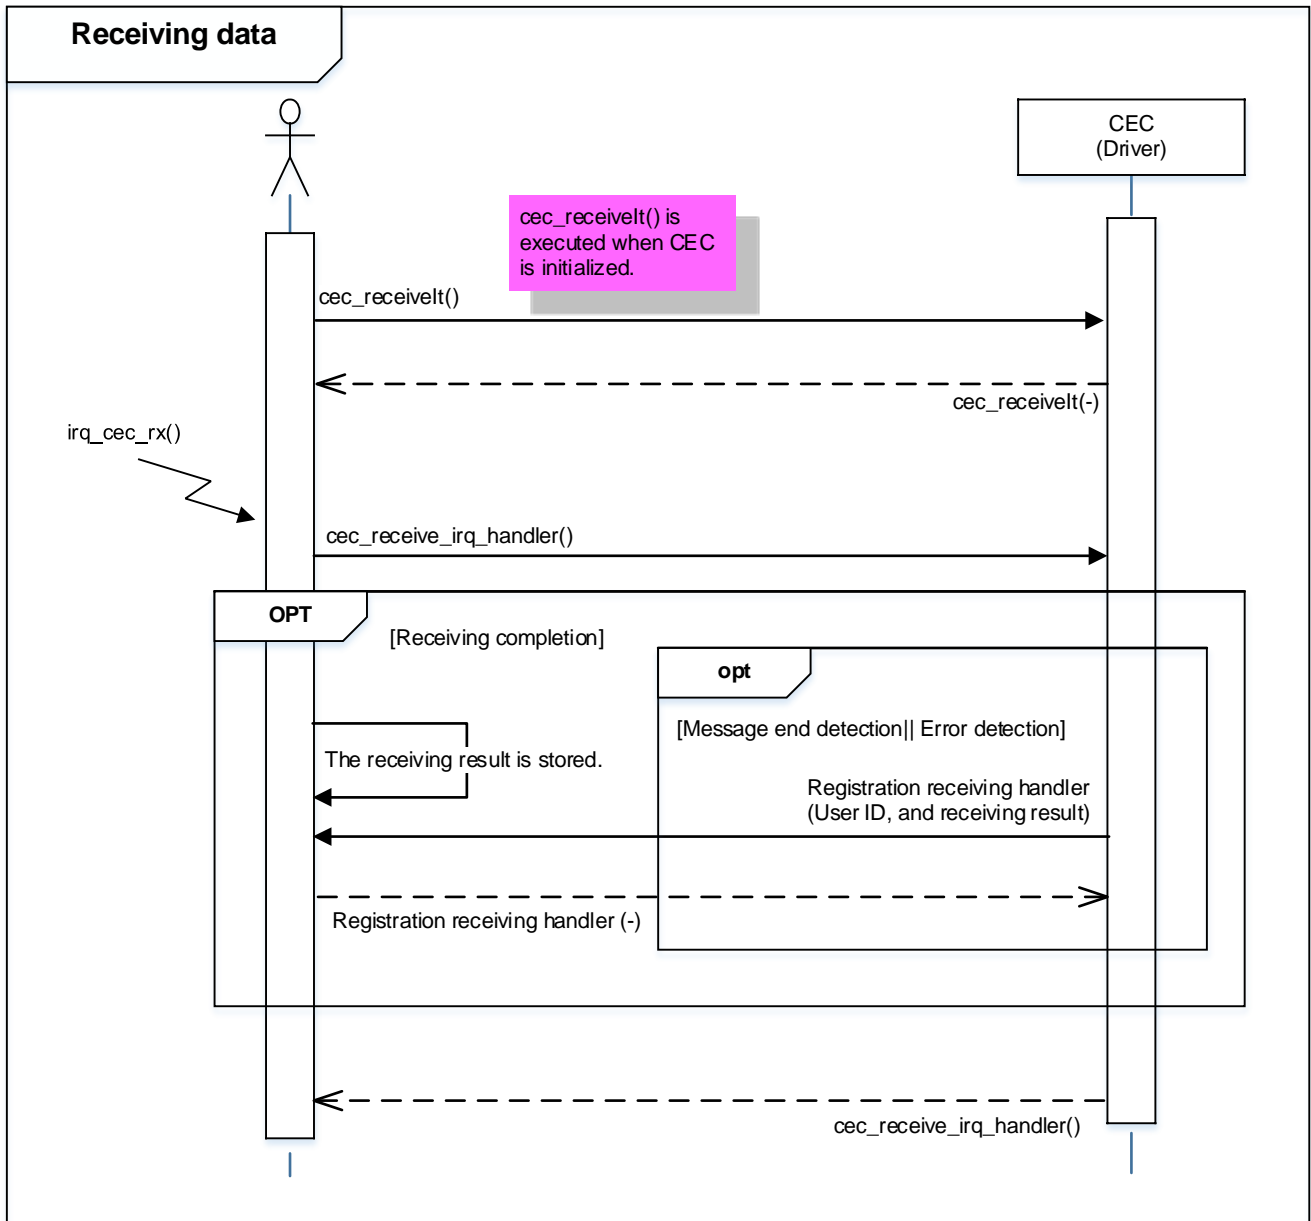 Receiving data
CEC
(Driver)
cec_receiveIt() is
executed when CEC
is initialized.
cec_receiveIt()
cec_receiveIt(-)
irq_cec_rx()
cec_receive_irq_handler()
OPT
[Receiving completion]
opt
[Message end detection|| Error detection]
The receiving result is stored.
Registration receiving handler
(User ID, and receiving result)
Registration receiving handler (-)
cec_receive_irq_handler()